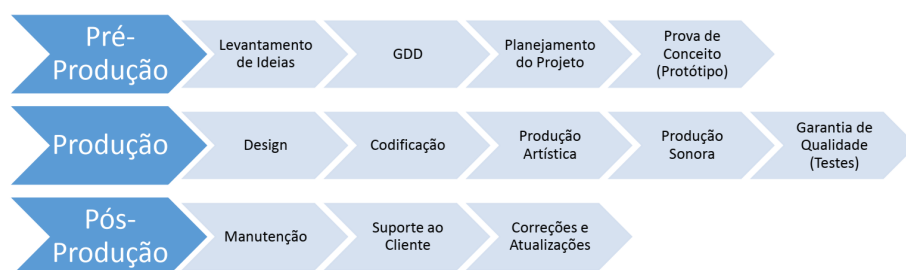 Pré-
Produção
Levantamento
de Ideias
GDD
Planejamento
do Projeto
Prova de
Conceito
(Protótipo)
Produção
Design
Codificação
Produção
Artística
Produção
Sonora
Garantia de
Qualidade
(Testes)
Pós-
Produção
Manutenção
Suporte ao
Cliente
Correções e
Atualizações